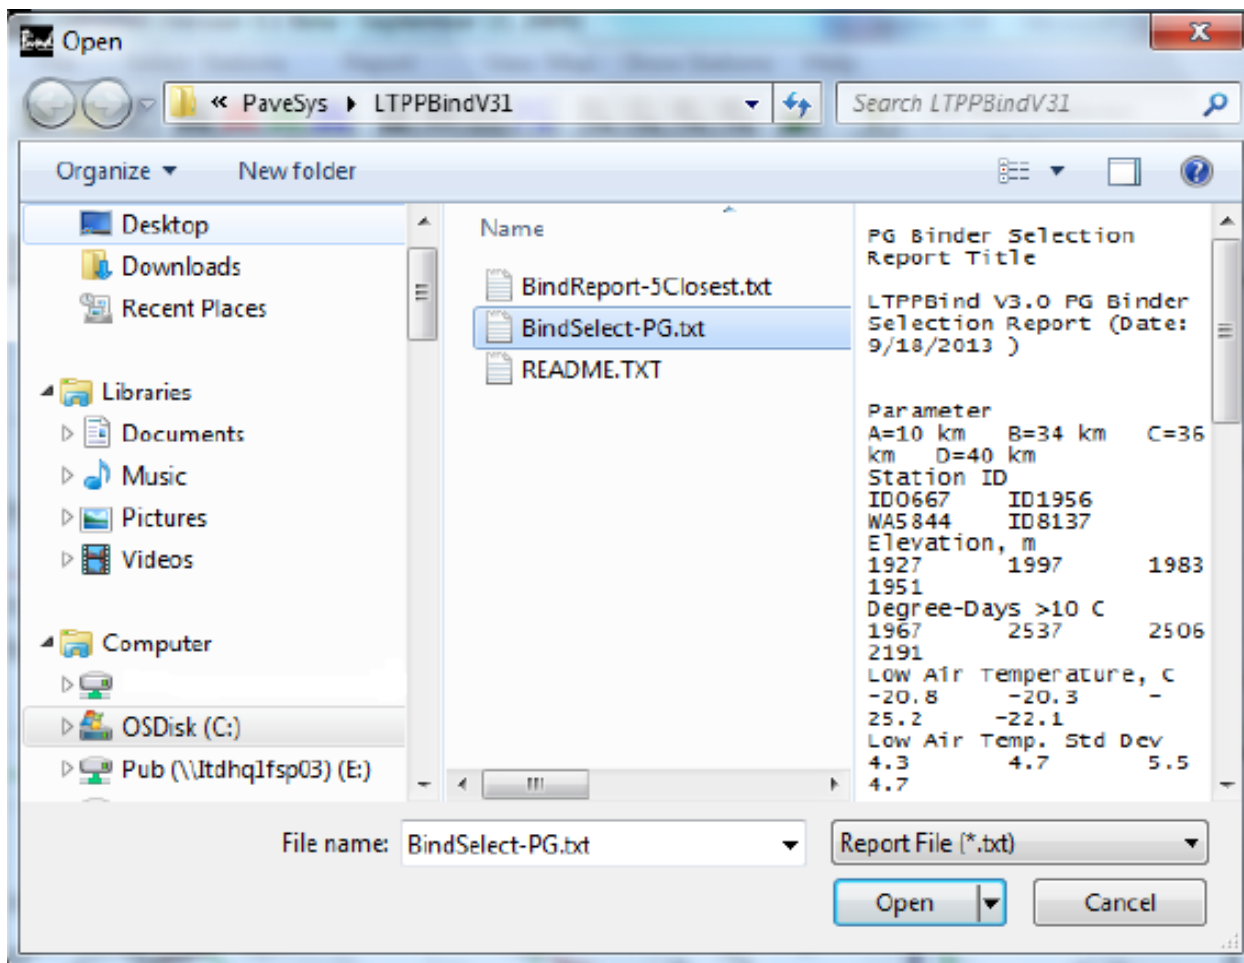 Bind Open
« PaveSys ▸ LTPPBindV31
Search LTPPBindV31
Organize
New folder
Desktop
Downloads
Recent Places
Libraries
Documents
Music
Pictures
Videos
Computer
OSDisk (C:)
Pub (\\Itdhq1fsp03) (E:)
Name
BindReport-5Closest.txt
BindSelect-PG.txt
README.TXT
PG Binder Selection
Report Title
LTPPBind V3.0 PG Binder
Selection Report (Date:
9/18/2013 )
Parameter
A=10 km B=34 km C=36
km D=40 km
Station ID
ID0667 ID1956
WA5844 ID8137
Elevation, m
1927 1997 1983
1951
Degree-Days >10 C
1967 2537 2506
2191
Low Air Temperature, C
-20.8 -20.3 -
25.2 -22.1
Low Air Temp. Std Dev
4.3 4.7 5.5
4.7
File name: BindSelect-PG.txt
Report File (*.txt)
Open
Cancel